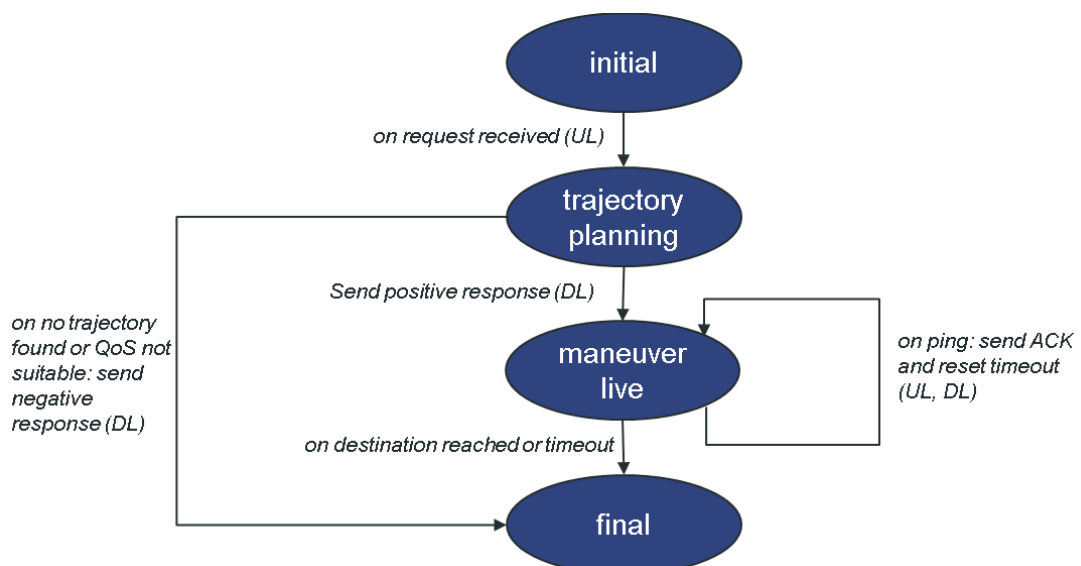 initial
on request received (UL)
trajectory
planning
Send positive response (DL)
on no trajectory
found or QoS not
suitable: send
negative
response (DL)
maneuver
live
on ping: send ACK
and reset timeout
(UL, DL)
on destination reached or timeout
final